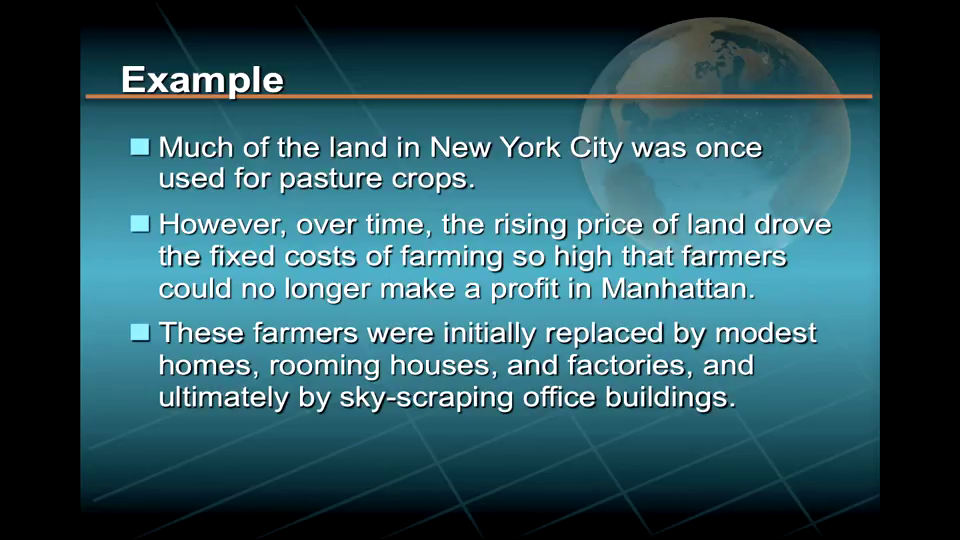 Example
Much of the land in New York City was once
used for pasture crops.
However, over time, the rising price of land drove
the fixed costs of farming so high that farmers
could no longer make a profit in Manhattan.
These farmers were initially replaced by modest
homes, rooming houses, and factories, and
ultimately by sky-scraping office buildings.